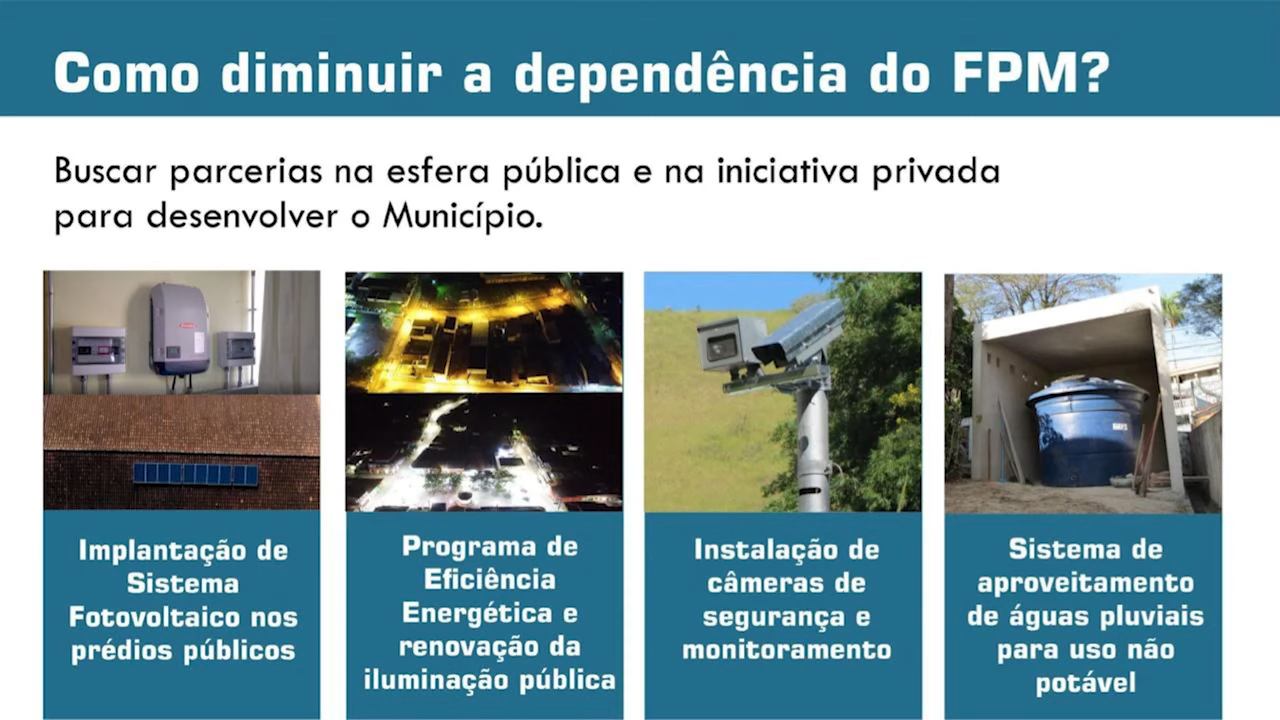 Como diminuir a dependência do FPM?
Buscar parcerias na esfera pública e na iniciativa privada
para desenvolver o Município.
Implantação de
Sistema
Fotovoltaico nos
prédios públicos
Programa de
Eficiência
Energética e
renovação da
iluminação pública
Instalação de
câmeras de
segurança e
monitoramento
Sistema de
aproveitamento
de águas pluviais
para uso não
potável